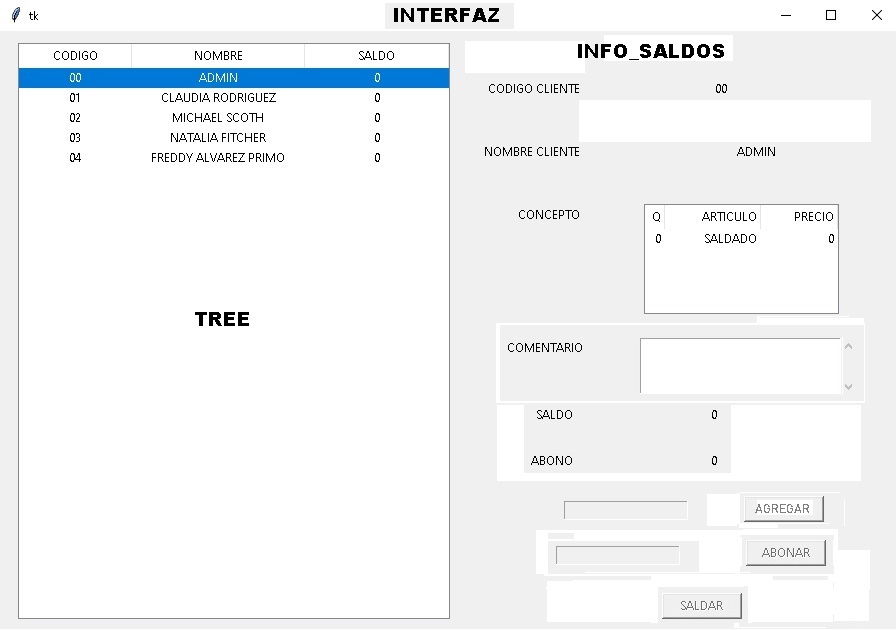 tk
INTERFAZ
CODIGO NOMBRE SALDO
00 ADMIN 0
01 CLAUDIA RODRIGUEZ 0
02 MICHAEL SCOTH 0
03 NATALIA FITCHER 0
04 FREDDY ALVAREZ PRIMO 0
TREE
INFO_SALDOS
CODIGO CLIENTE 00
NOMBRE CLIENTE ADMIN
CONCEPTO
Q ARTICULO PRECIO
0 SALDADO 0
COMENTARIO
SALDO 0
ABONO 0
AGREGAR
ABONAR
SALDAR